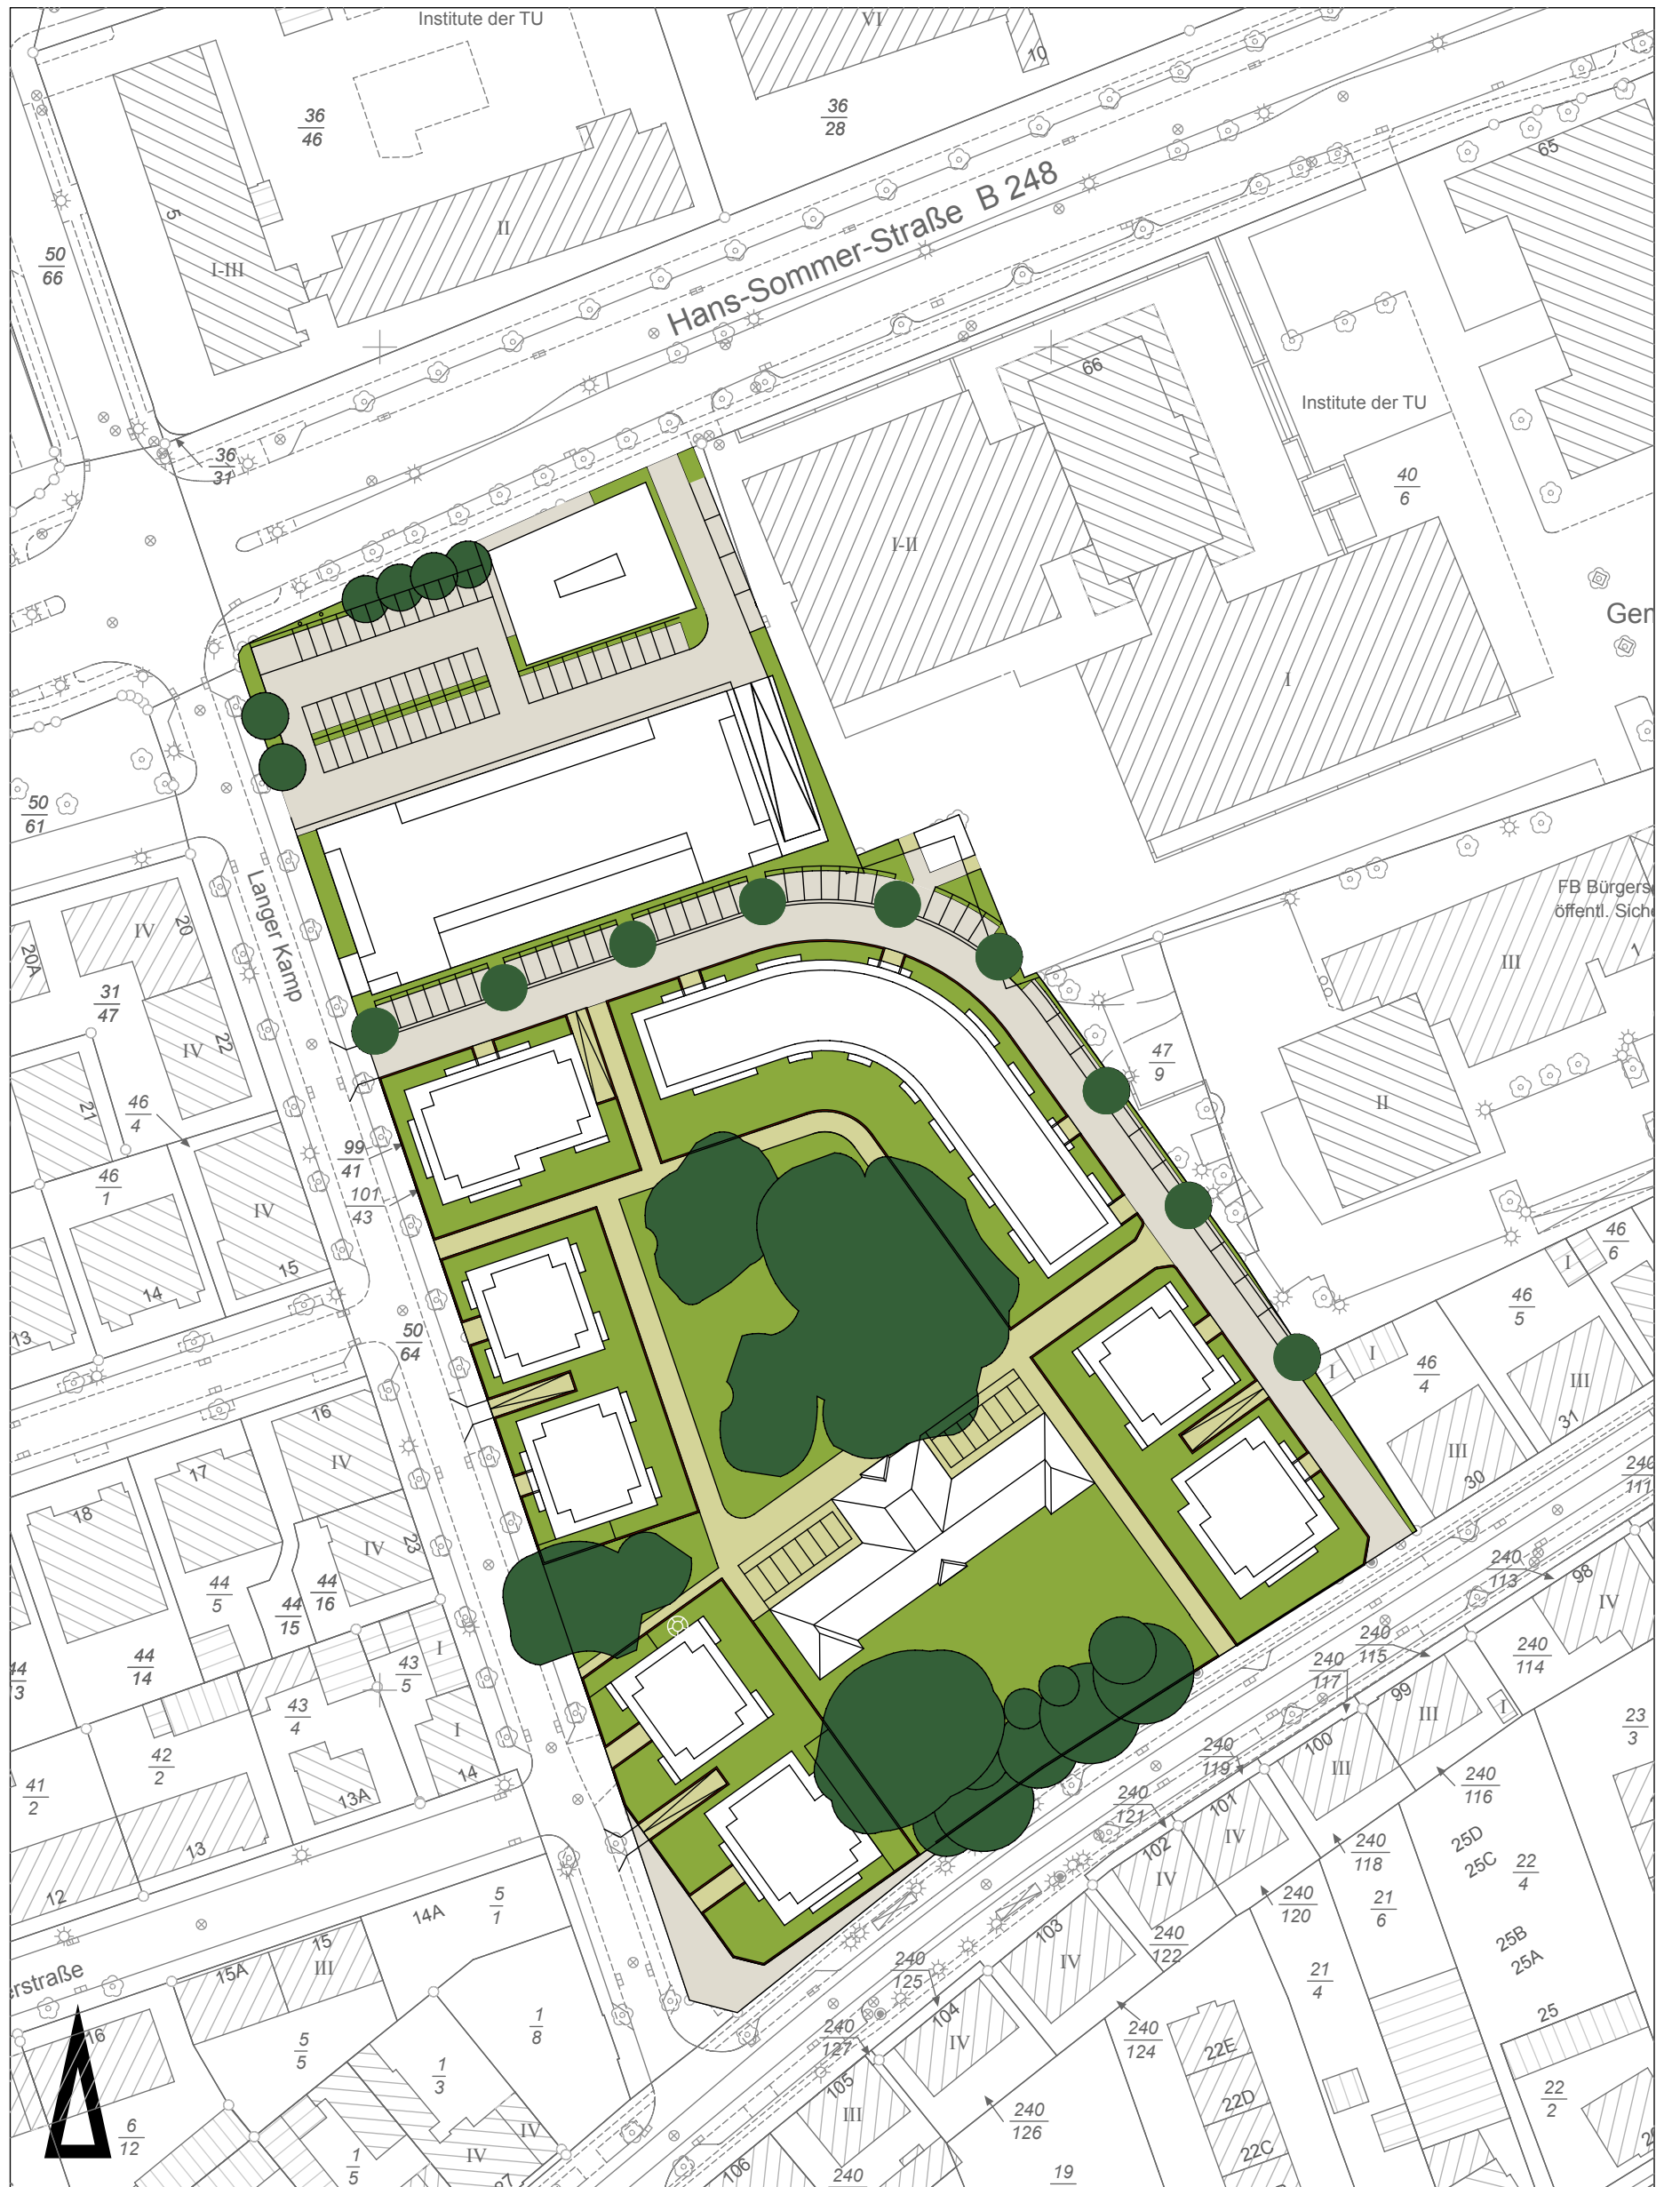 Institute der TU
VI
10
36
46
36
28
65
5
II
Hans-Sommer-Straße B 248
50
66
I-III
66
Institute der TU
36
31
40
6
I-II
Gen
I
50
61
Langer Kamp
FB Bürgers
öffentl. Siche
IV
20
20A
III
1
31
47
IV
22
47
9
21
46
4
II
99
41
46
1
101
43
IV
46
6
I
15
14
46
5
13
50
64
I
I
46
4
III
16
31
IV
17
III
30
240
111
18
IV
23
240
113
98
44
5
44
16
44
15
IV
I
240
115
240
114
44
14
43
5
240
117
44
13
99
III
I
43
4
23
3
I
100
240
119
42
2
III
14
41
2
240
116
13A
240
121
101
IV
25D
13
102
240
118
25C
22
4
IV
12
5
1
14A
240
120
21
6
103
25B
15
240
122
III
25A
15A
240
125
IV
21
4
erstraße
104
25
1
8
16
240
127
IV
240
124
22E
5
5
1
3
105
22D
22
2
III
240
126
6
12
IV
IV
22C
1
5
106
240
19